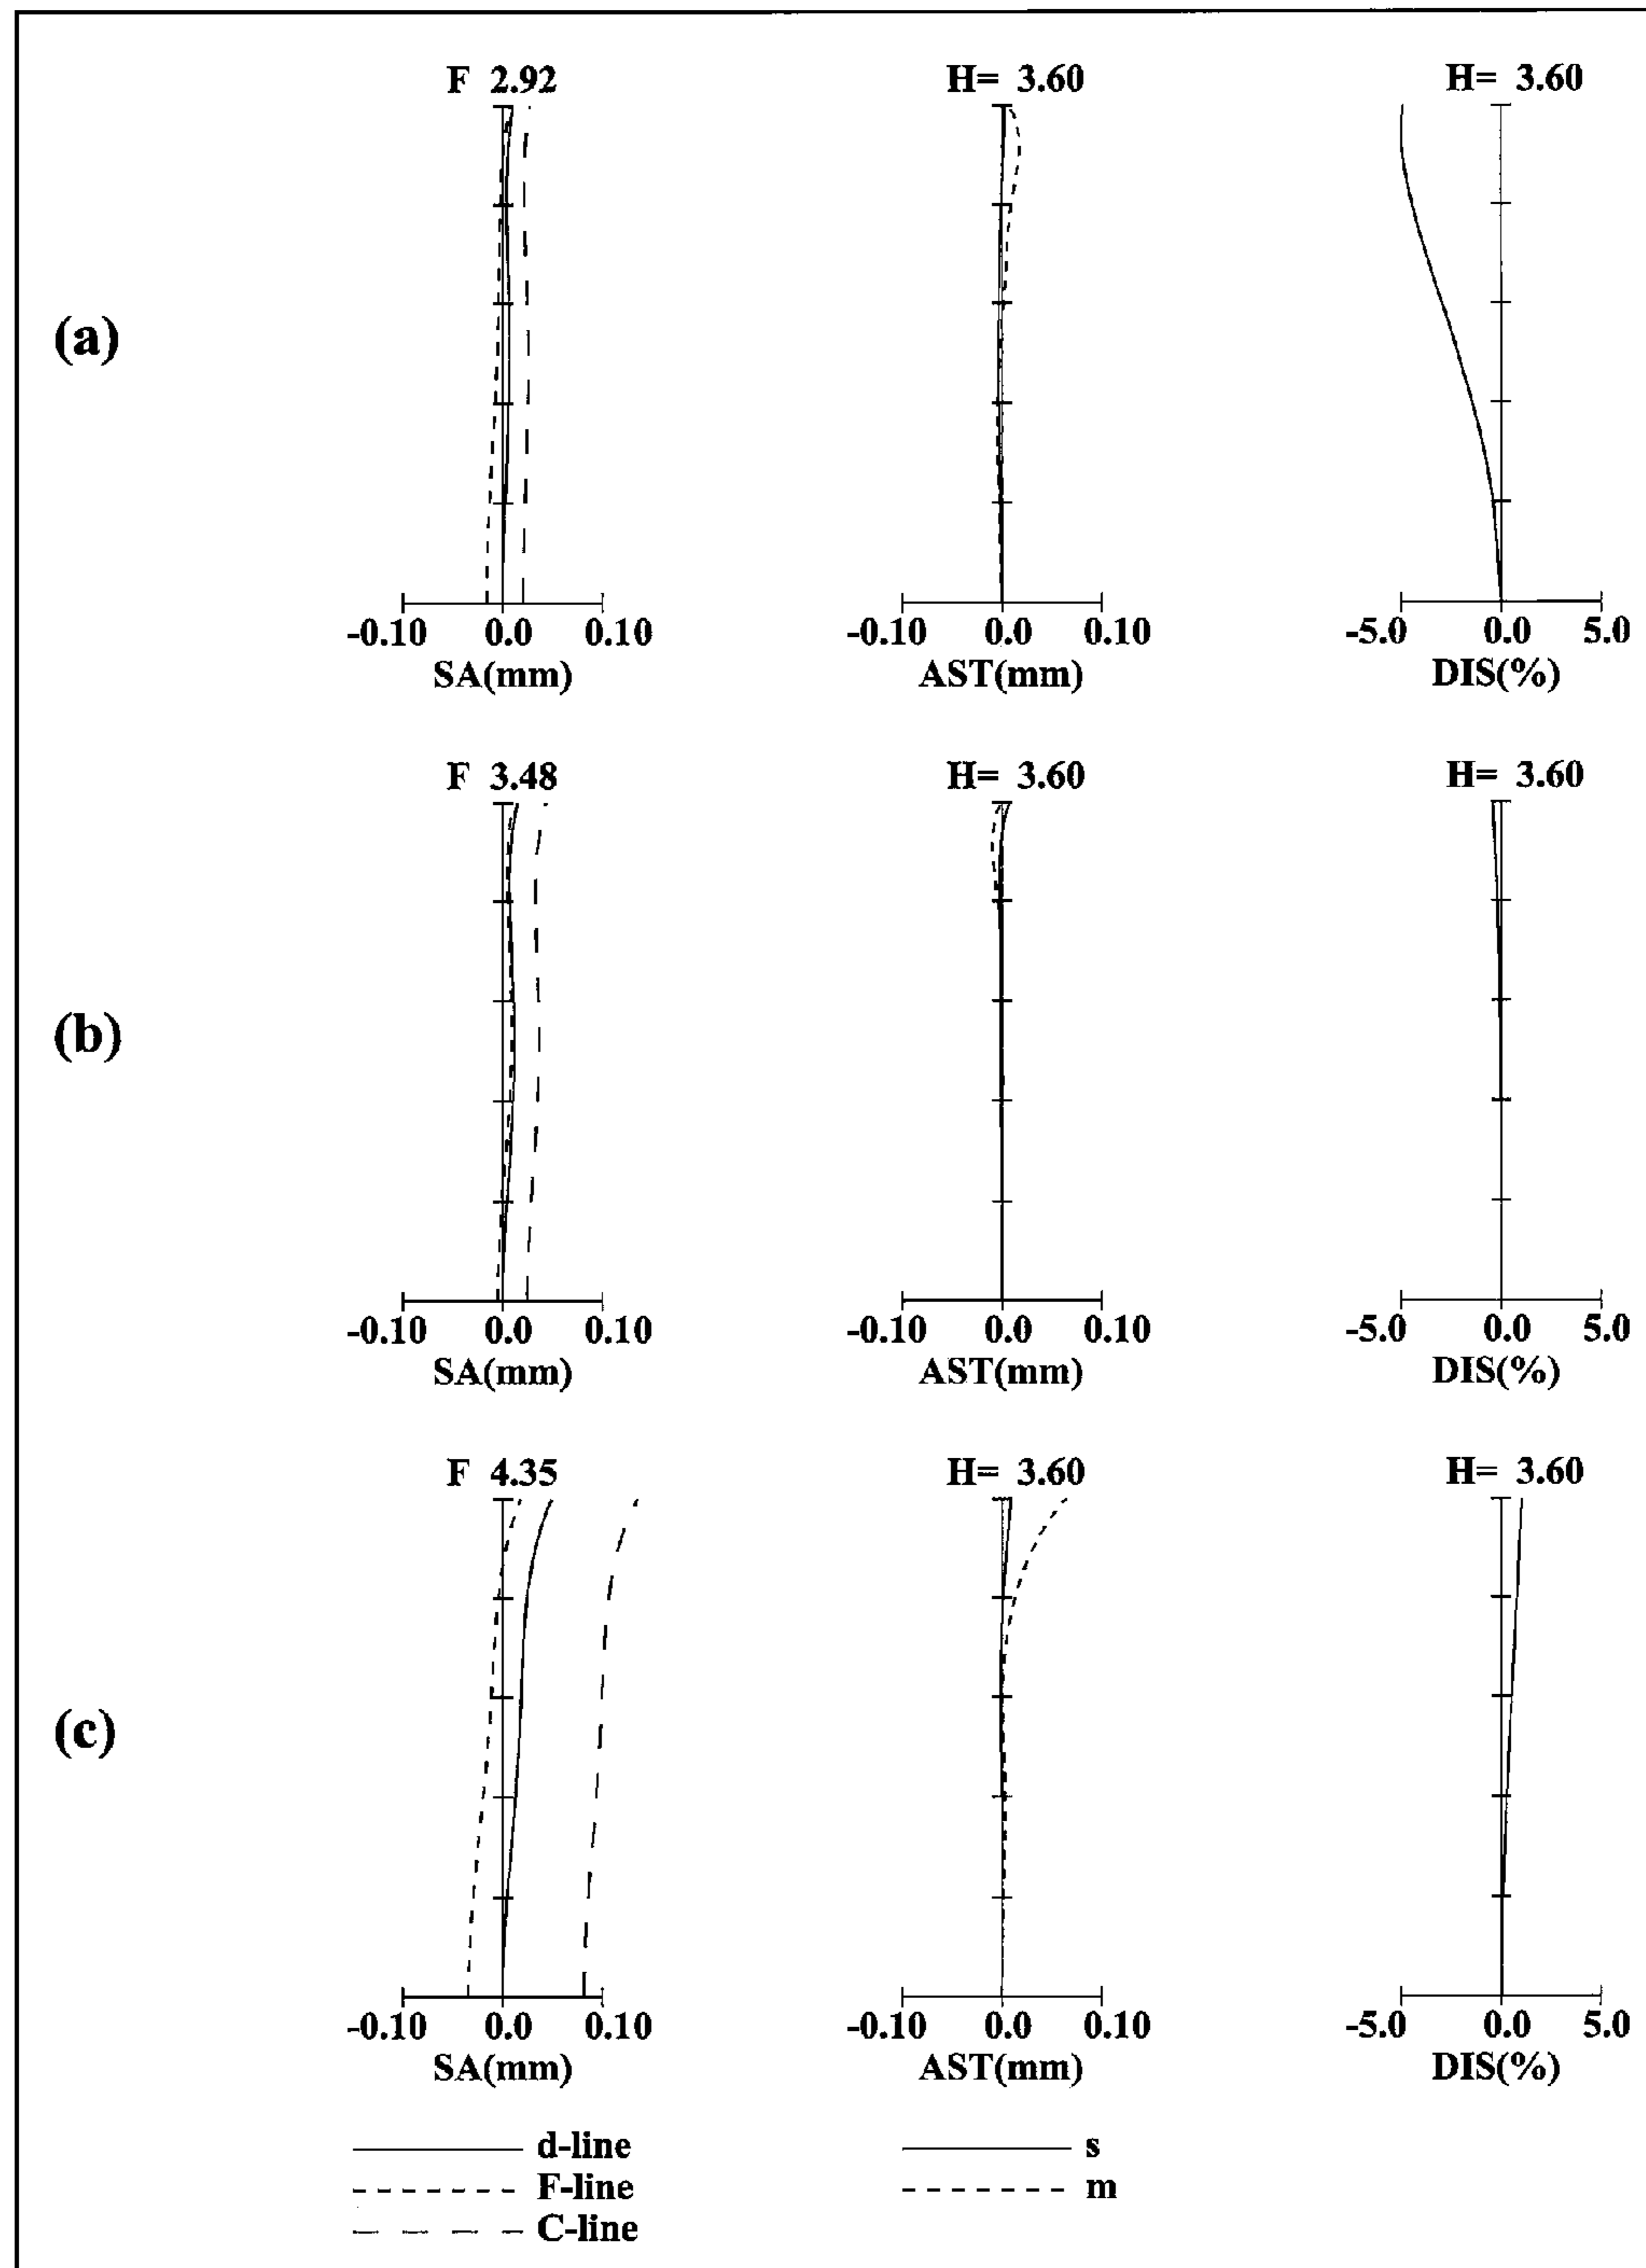 F 2.92 H= 3.60 H= 3.60
(a)
-0.10 0.0 0.10 -0.10 0.0 0.10 -5.0 0.0 5.0
SA(mm) AST(mm) DIS(%)
F 3.48 H= 3.60 H= 3.60
(b)
-0.10 0.0 0.10 -0.10 0.0 0.10 -5.0 0.0 5.0
SA(mm) AST(mm) DIS(%)
F 4.35 H= 3.60 H= 3.60
(c)
-0.10 0.0 0.10 -0.10 0.0 0.10 -5.0 0.0 5.0
SA(mm) AST(mm) DIS(%)
d-line s
F-line m
C-line